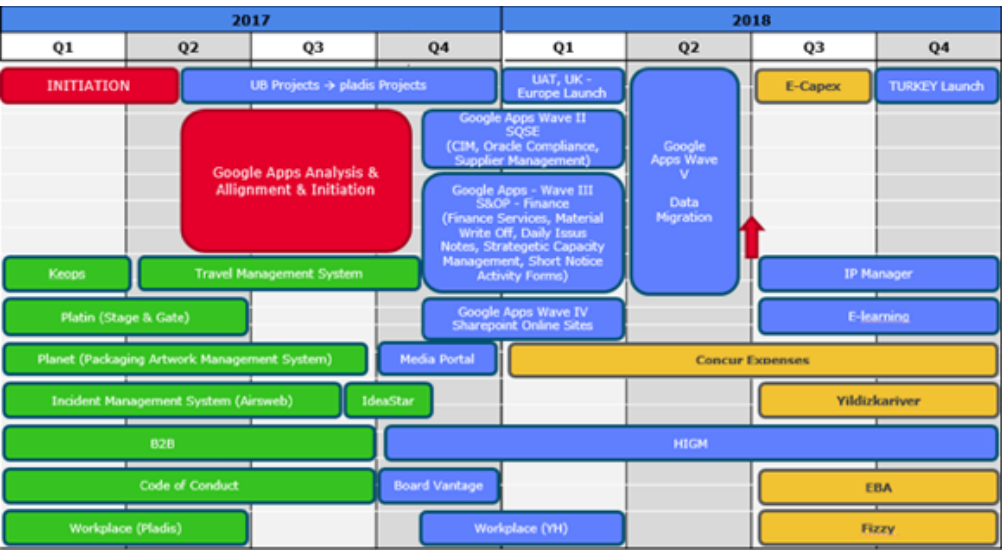 2017 2018
Q1 Q2 Q3 Q4 Q1 Q2 Q3 Q4
INITIATION
UB Projects → pladis Projects
UAT, UK -
Europe Launch
E-Capex
TURKEY Launch
Google Apps Analysis &
Allignment & Initiation
Google Apps Wave II
SQSE
(CIM, Oracle Compliance,
Supplier Management)
Google
Apps Wave
V
Data
Migration
Google Apps - Wave III
S&OP - Finance
(Finance Services, Material
Write Off, Daily Issus
Notes, Strategetic Capacity
Management, Short Notice
Activity Forms)
Keops
Travel Management System
IP Manager
Platin (Stage & Gate)
Google Apps Wave IV
Sharepoint Online Sites
E-learning
Planet (Packaging Artwork Management System)
Media Portal
Concur Expenses
Incident Management System (Airsweb)
IdeaStar
Yildizkariver
B2B
HIGM
Code of Conduct
Board Vantage
EBA
Workplace (Pladis)
Workplace (YH)
Fizzy